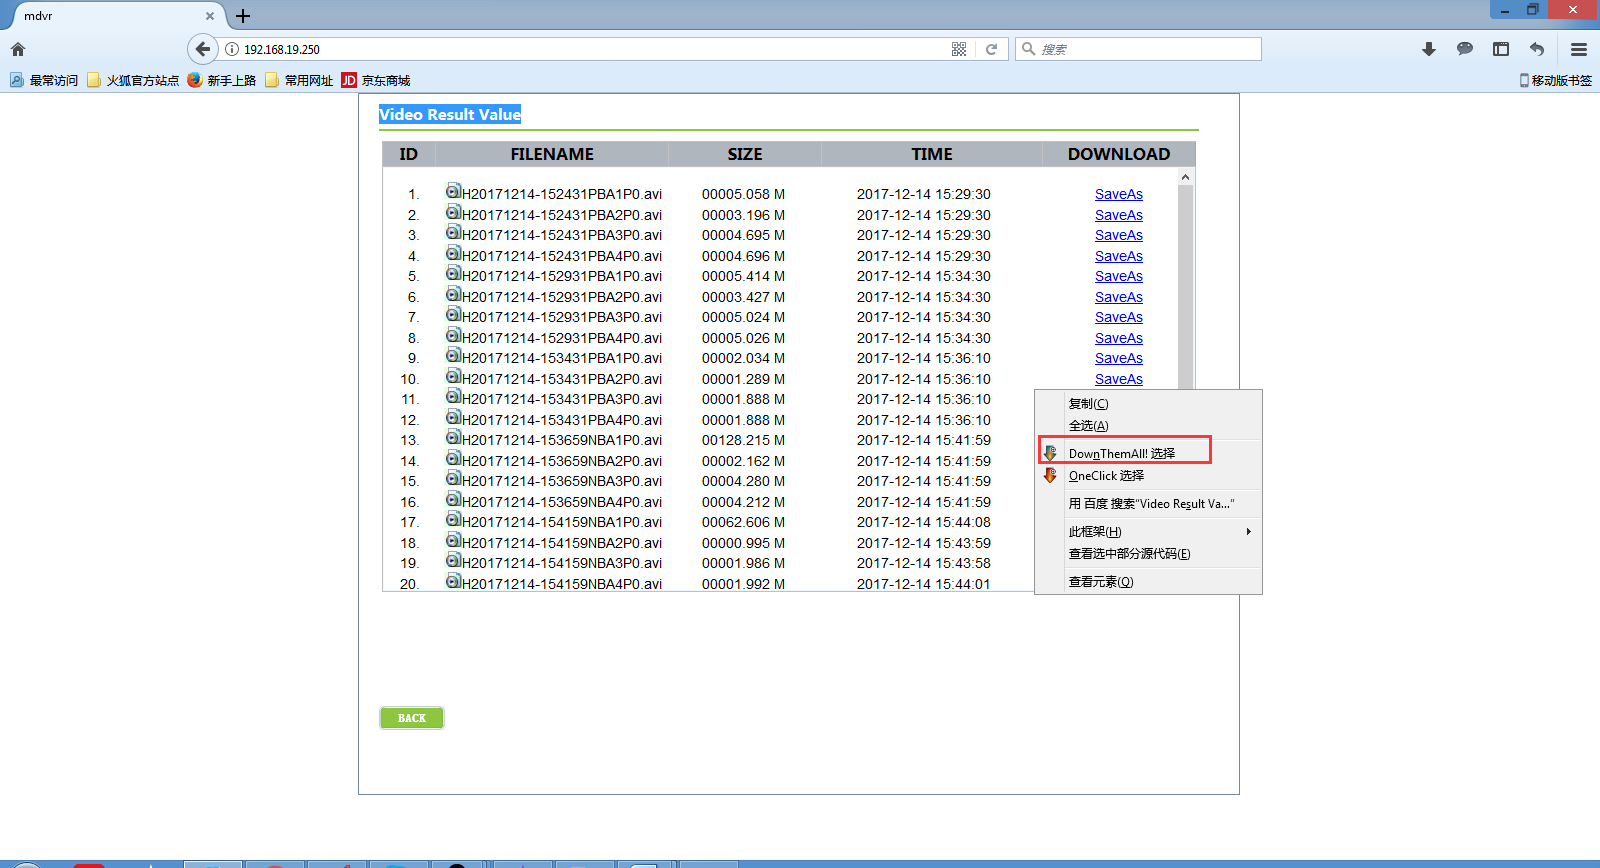 mdvr
192.168.19.250
搜索
最常访问 火狐官方站点 新手上路 常用网址 JD 京东商城 移动版书签
Video Result Value
ID FILENAME SIZE TIME DOWNLOAD
1. H20171214-152431PBA1P0.avi 00005.058 M 2017-12-14 15:29:30 SaveAs
2. H20171214-152431PBA2P0.avi 00003.196 M 2017-12-14 15:29:30 SaveAs
3. H20171214-152431PBA3P0.avi 00004.695 M 2017-12-14 15:29:30 SaveAs
4. H20171214-152431PBA4P0.avi 00004.696 M 2017-12-14 15:29:30 SaveAs
5. H20171214-152931PBA1P0.avi 00005.414 M 2017-12-14 15:34:30 SaveAs
6. H20171214-152931PBA2P0.avi 00003.427 M 2017-12-14 15:34:30 SaveAs
7. H20171214-152931PBA3P0.avi 00005.024 M 2017-12-14 15:34:30 SaveAs
8. H20171214-152931PBA4P0.avi 00005.026 M 2017-12-14 15:34:30 SaveAs
9. H20171214-153431PBA1P0.avi 00002.034 M 2017-12-14 15:36:10 SaveAs
10. H20171214-153431PBA2P0.avi 00001.289 M 2017-12-14 15:36:10 SaveAs
11. H20171214-153431PBA3P0.avi 00001.888 M 2017-12-14 15:36:10
12. H20171214-153431PBA4P0.avi 00001.888 M 2017-12-14 15:36:10
13. H20171214-153659NBA1P0.avi 00128.215 M 2017-12-14 15:41:59
14. H20171214-153659NBA2P0.avi 00002.162 M 2017-12-14 15:41:59
15. H20171214-153659NBA3P0.avi 00004.280 M 2017-12-14 15:41:59
16. H20171214-153659NBA4P0.avi 00004.212 M 2017-12-14 15:41:59
17. H20171214-154159NBA1P0.avi 00062.606 M 2017-12-14 15:44:08
18. H20171214-154159NBA2P0.avi 00000.995 M 2017-12-14 15:43:59
19. H20171214-154159NBA3P0.avi 00001.986 M 2017-12-14 15:43:58
20. H20171214-154159NBA4P0.avi 00001.992 M 2017-12-14 15:44:01
复制(C)
全选(A)
DownThemAll! 选择
OneClick 选择
用 百度 搜索"Video Result Va..."
此框架(H)
查看选中部分源代码(E)
查看元素(Q)
BACK